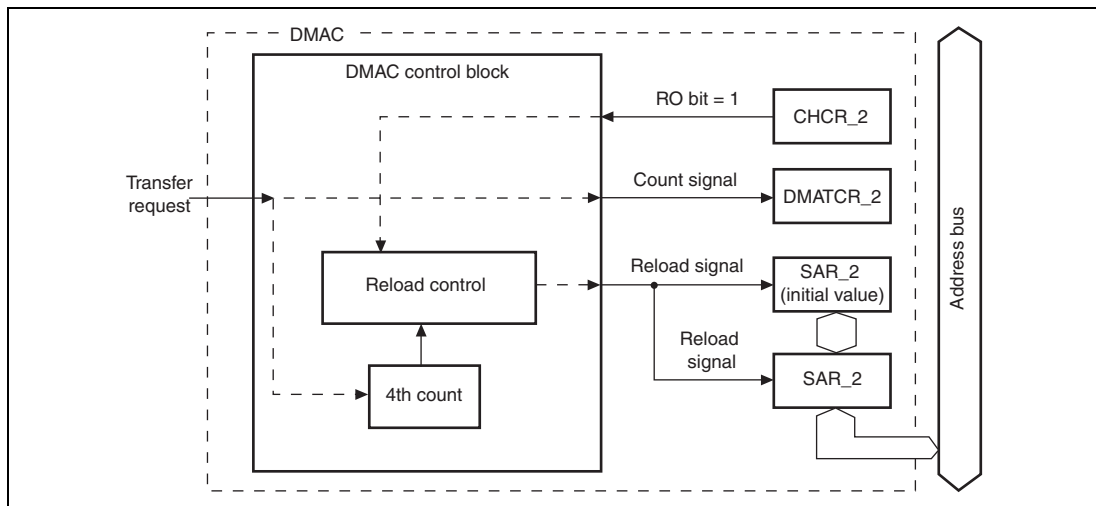 DMAC
DMAC control block
RO bit = 1
CHCR_2
Transfer
request
Count signal
DMATCR_2
Reload control
Reload signal
SAR_2
(initial value)
Reload
signal
4th count
SAR_2
Address bus